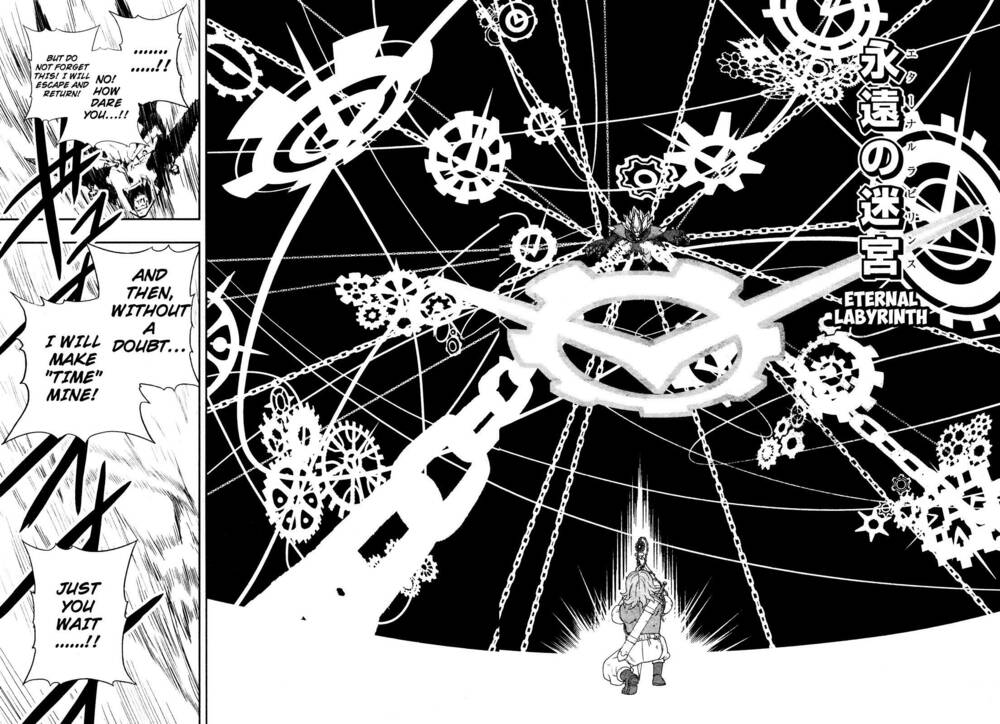 永遠の迷宮
エターナルラビリンス
ETERNAL
LABYRINTH
........
.....!!
NO!
HOW
DARE
YOU...!!
BUT DO
NOT FORGET
THIS! I WILL
ESCAPE AND
RETURN!
AND
THEN,
WITHOUT
A
DOUBT...
I WILL
MAKE
"TIME"
MINE!
JUST
YOU
WAIT
......!!